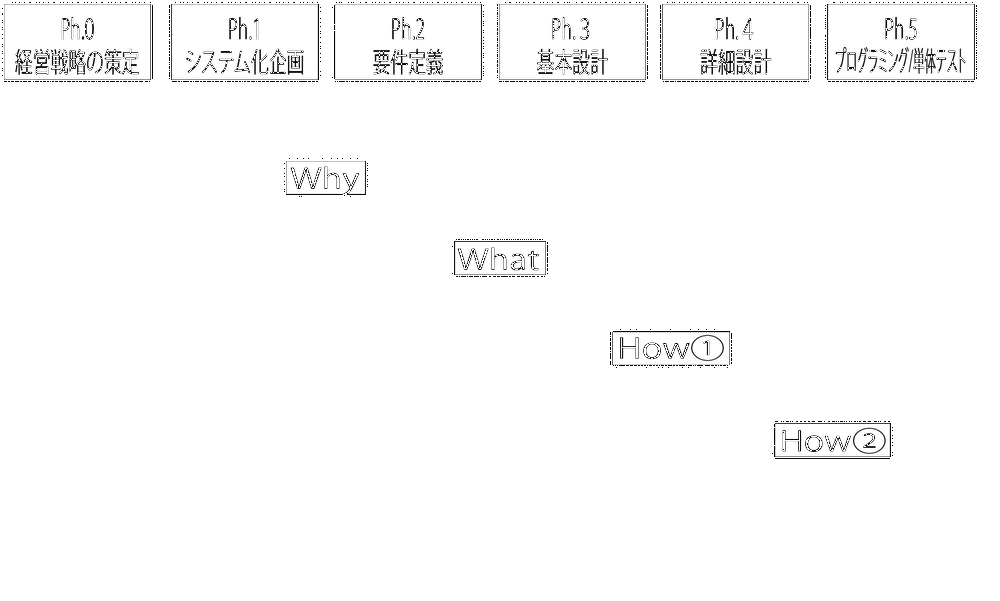 Ph.0
経営戦略の策定
Ph.1
システム化企画
Ph.2
要件定義
Ph. 3
基本設計
Ph. 4
詳細設計
Ph.5
プログラミング/単体テスト
Why
What
How①
How②